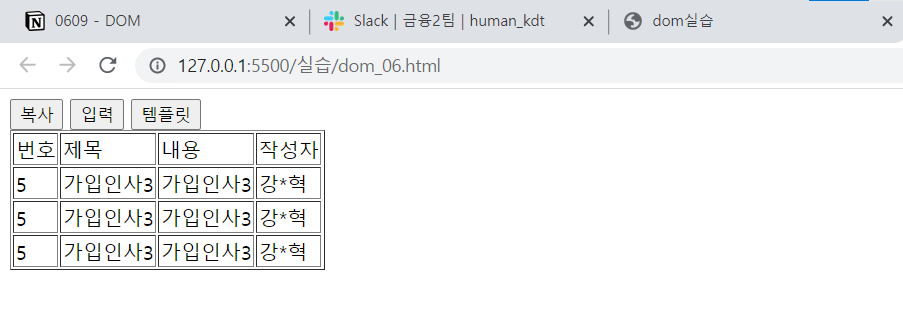 0609 - DOM
Slack | 금융2팀 | human_kdt
dom실습
127.0.0.1:5500/실습/dom_06.html
복사 입력 템플릿
번호 제목 내용 작성자
5 가입인사3 가입인사3 강*혁
5 가입인사3 가입인사3 강*혁
5 가입인사3 가입인사3 강*혁